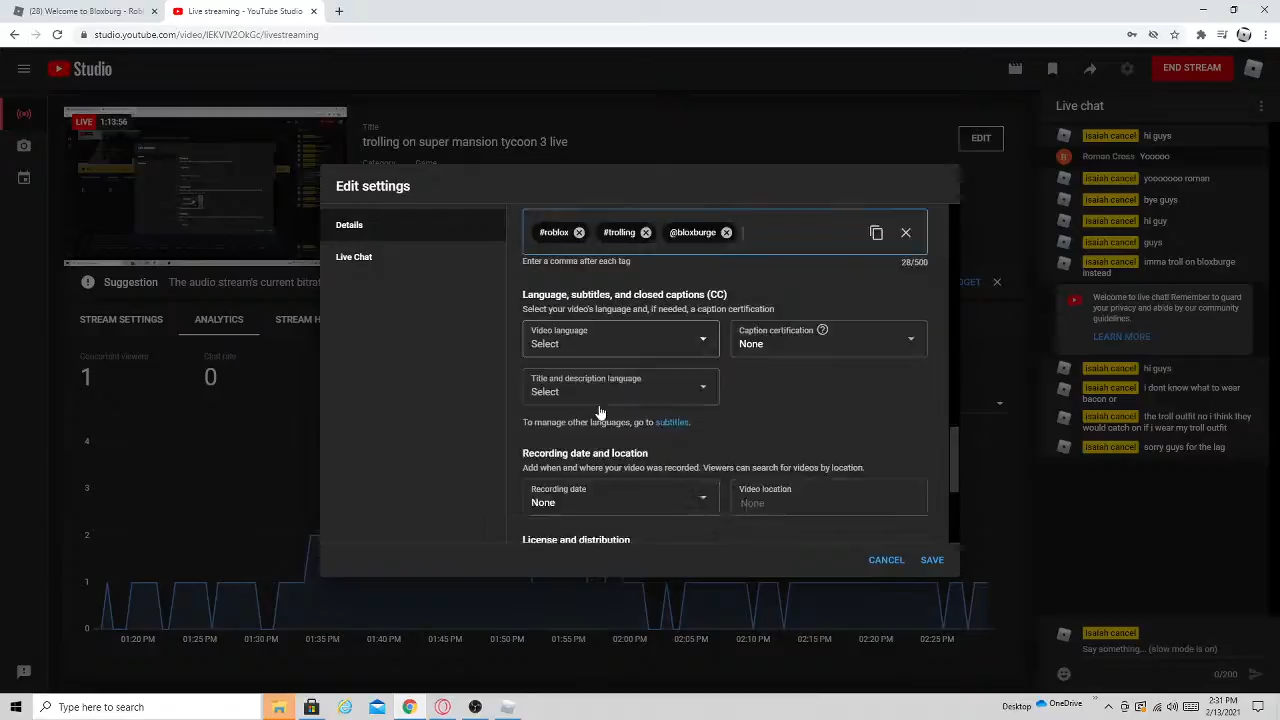 (28) Welcome to Bloxburg - Robl
Live streaming - YouTube Studio
studio.youtube.com/video/IEKVIV2OkGc/livestreaming
Studio
END STREAM
LIVE 1:13:56
Title
trolling on super mansion tycoon 3 live
Category Game
EDIT
Suggestion The audio stream's current bitrat
STREAM SETTINGS
ANALYTICS
STREAM H
Concurrent viewers
1
Chat rate
0
4
3
2
1
0
01:20 PM
01:25 PM
01:30 PM
01:35 PM
01:40 PM
01:45 PM
01:50 PM
01:55 PM
02:00 PM
02:05 PM
02:10 PM
02:15 PM
02:20 PM
02:25 PM
Edit settings
Details
Live Chat
#roblox
#trolling
@bloxburge
Enter a comma after each tag
28/500
Language, subtitles, and closed captions (CC)
Select your video's language and, if needed, a caption certification
Video language
Select
Caption certification
None
Title and description language
Select
To manage other languages, go to subtitles.
Recording date and location
Add when and where your video was recorded. Viewers can search for videos by location.
Recording date
None
Video location
None
License and distribution
CANCEL
SAVE
Live chat
isaiah cancel hi guys
Roman Cross Yooooo
isaiah cancel yooooooo roman
isaiah cancel bye guys
isaiah cancel hi guy
isaiah cancel guys
isaiah cancel imma troll on bloxburge
instead
Welcome to live chat! Remember to guard
your privacy and abide by our community
guidelines.
LEARN MORE
isaiah cancel hi guys
isaiah cancel i dont know what to wear
bacon or
isaiah cancel the troll outfit no i think they
would catch on if i wear my troll outfit
isaiah cancel sorry guys for the lag
isaiah cancel
Say something... (slow mode is on)
0/200
Type here to search
Desktop
OneDrive
2:31 PM
2/13/2021